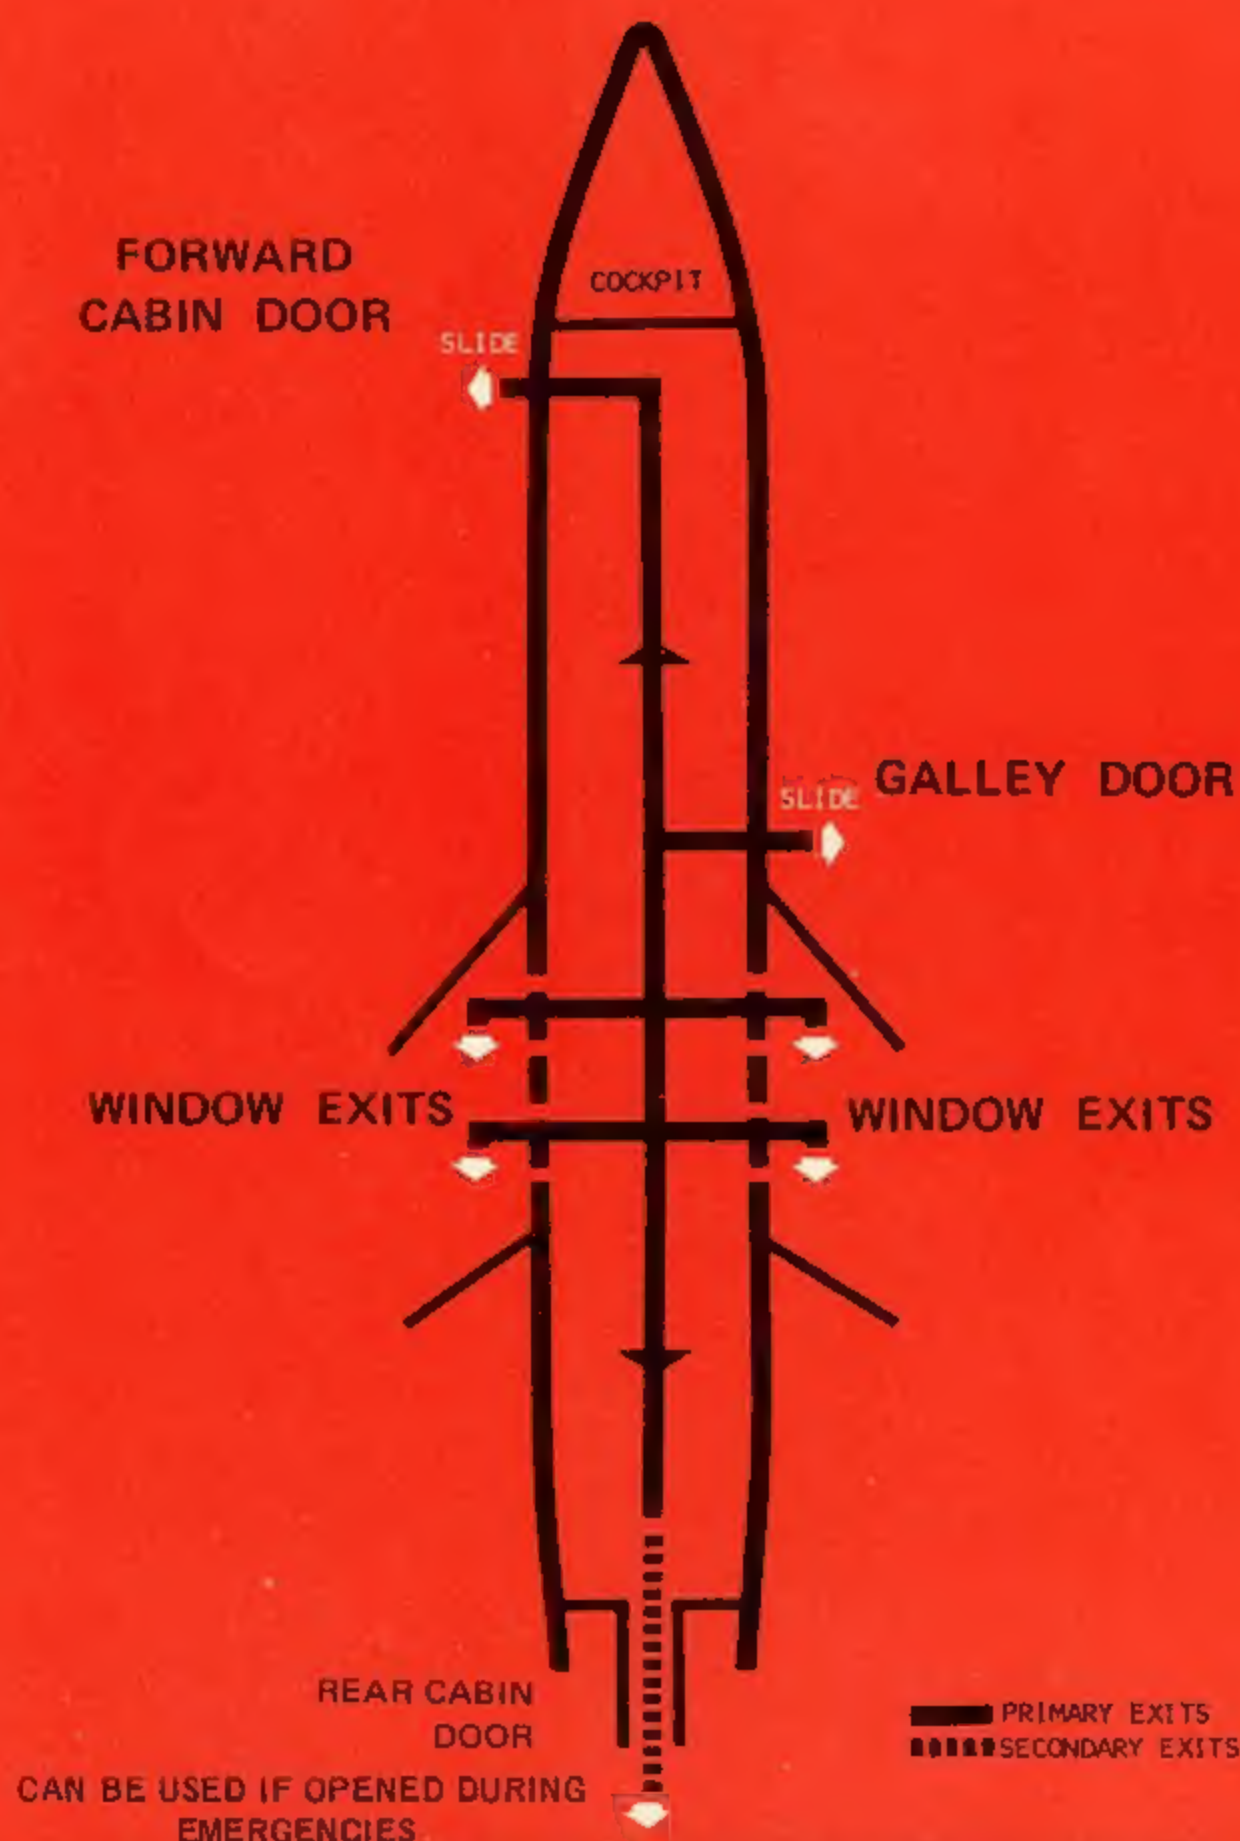 COCKPIT
FORWARD
CABIN DOOR
SLIDE
GALLEY DOOR
SLIDE
WINDOW EXITS
WINDOW EXITS
REAR CABIN
DOOR
CAN BE USED IF OPENED DURING
EMERGENCIES
PRIMARY EXITS
SECONDARY EXITS